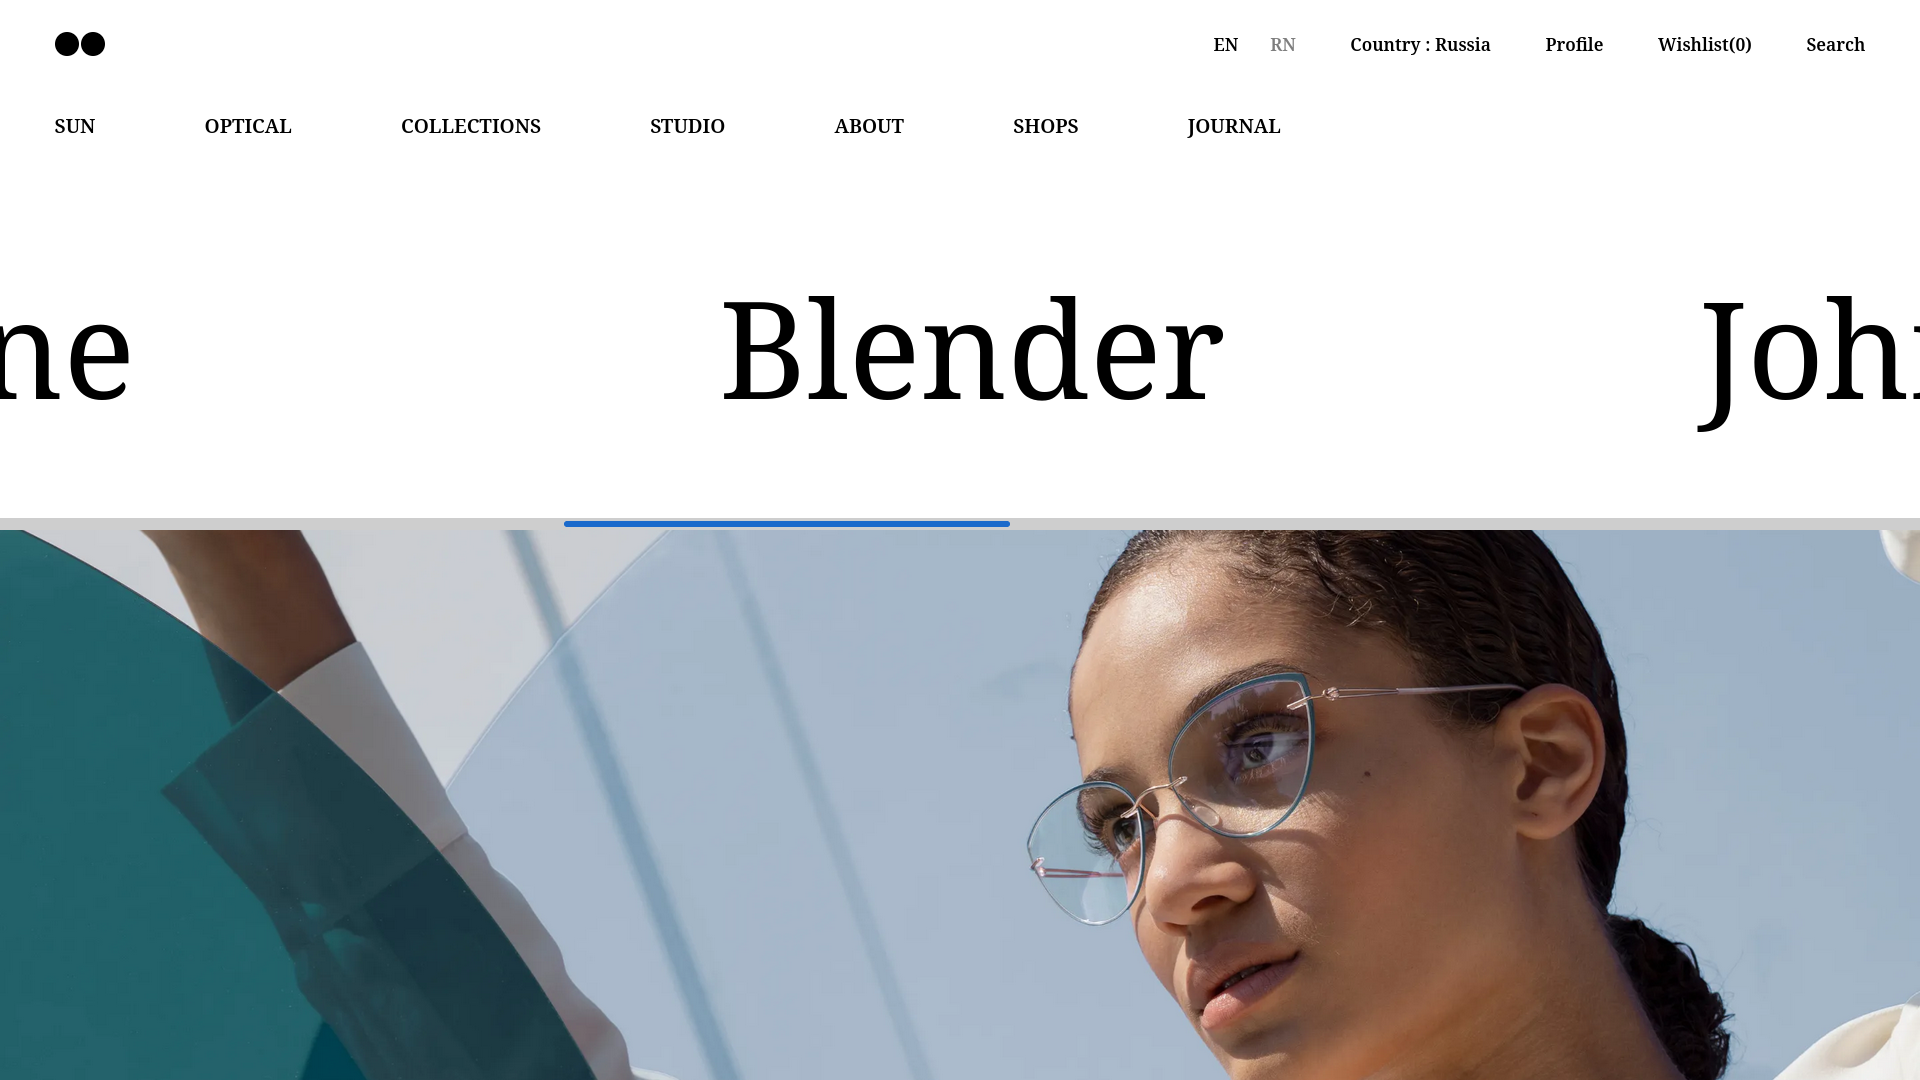 EN RN Country : Russia Profile Wishlist(0) Search
SUN OPTICAL COLLECTIONS STUDIO ABOUT SHOPS JOURNAL
ne Blender Joh